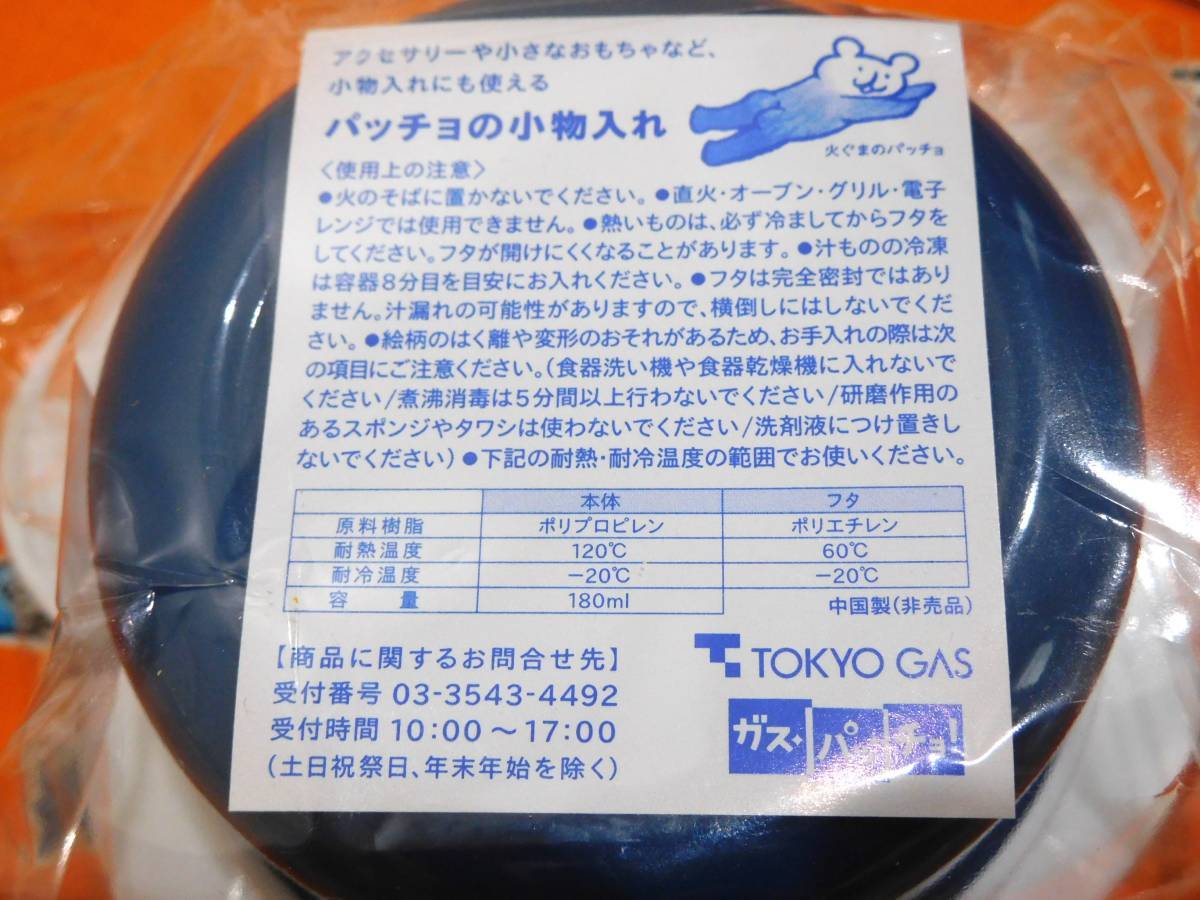 アクセサリーや小さなおもちゃなど、
小物入れにも使える
パッチョの小物入れ
火ぐまのパッチョ
〈使用上の注意〉
●火のそばに置かないでください。●直火・オーブン・グリル・電子
レンジでは使用できません。●熱いものは、必ず冷ましてからフタを
してください。フタが開けにくくなることがあります。●汁ものの冷凍
は容器8分目を目安にお入れください。●フタは完全密封ではあり
ません。汁漏れの可能性がありますので、横倒しにはしないでくだ
さい。●絵柄のはく離や変形のおそれがあるため、お手入れの際は次
の項目にご注意ください。(食器洗い機や食器乾燥機に入れないで
ください/煮沸消毒は5分間以上行わないでください/研磨作用の
あるスポンジやタワシは使わないでください/洗剤液につけ置きし
ないでください)●下記の耐熱・耐冷温度の範囲でお使いください。
本体 フタ
原料樹脂 ポリプロピレン ポリエチレン
耐熱温度 120℃ 60℃
耐冷温度 −20℃ −20℃
容量 180ml
中国製(非売品)
【商品に関するお問合せ先】
受付番号 03-3543-4492
受付時間 10:00～17:00
(土日祝祭日、年末年始を除く)
TOKYO GAS
ガス・パッチョ!